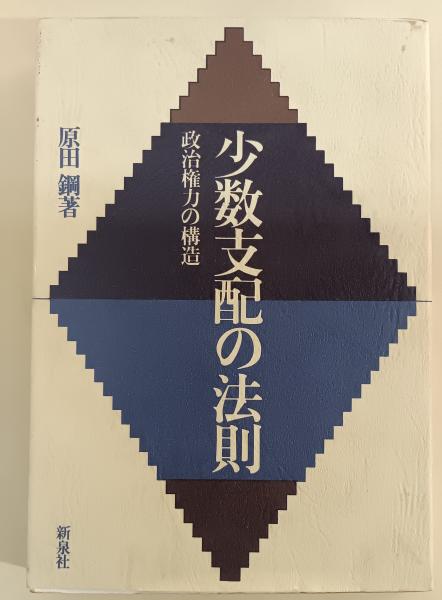 少数支配の法則
政治権力の構造
原田 鋼著
新泉社